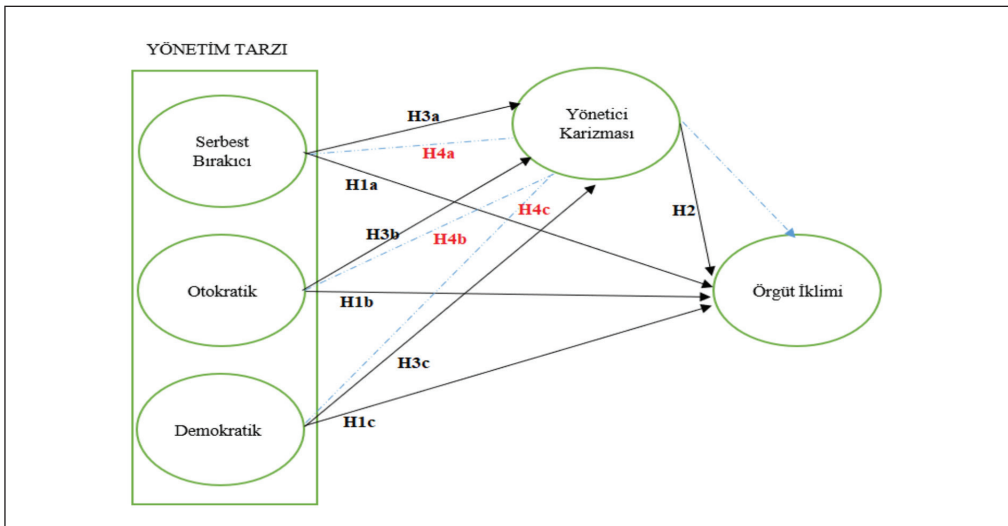 YÖNETİM TARZI
Serbest
Bırakıcı
Otokratik
Demokratik
H3a
H4a
H1a
H3b
H4b
H1b
H4c
H3c
H1c
Yönetici
Karizması
H2
Örgüt İklimi